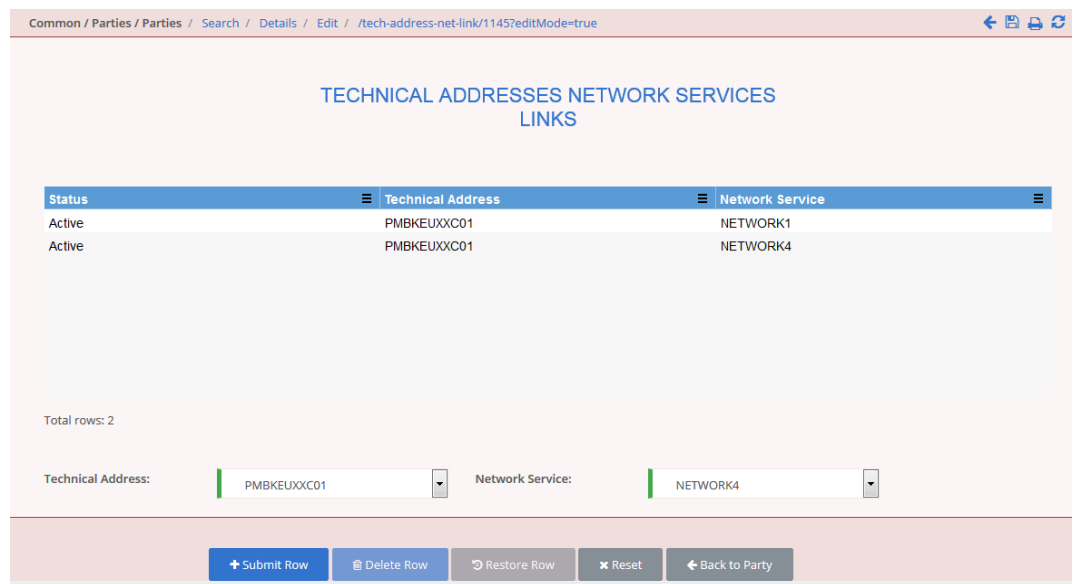 Common / Parties / Parties / Search / Details / Edit / /tech-address-net-link/1145?editMode=true
TECHNICAL ADDRESSES NETWORK SERVICES
LINKS
Status Technical Address Network Service
Active PMBKEUXXC01 NETWORK1
Active PMBKEUXXC01 NETWORK4
Total rows: 2
Technical Address: PMBKEUXXC01 Network Service: NETWORK4
Submit Row Delete Row Restore Row Reset Back to Party